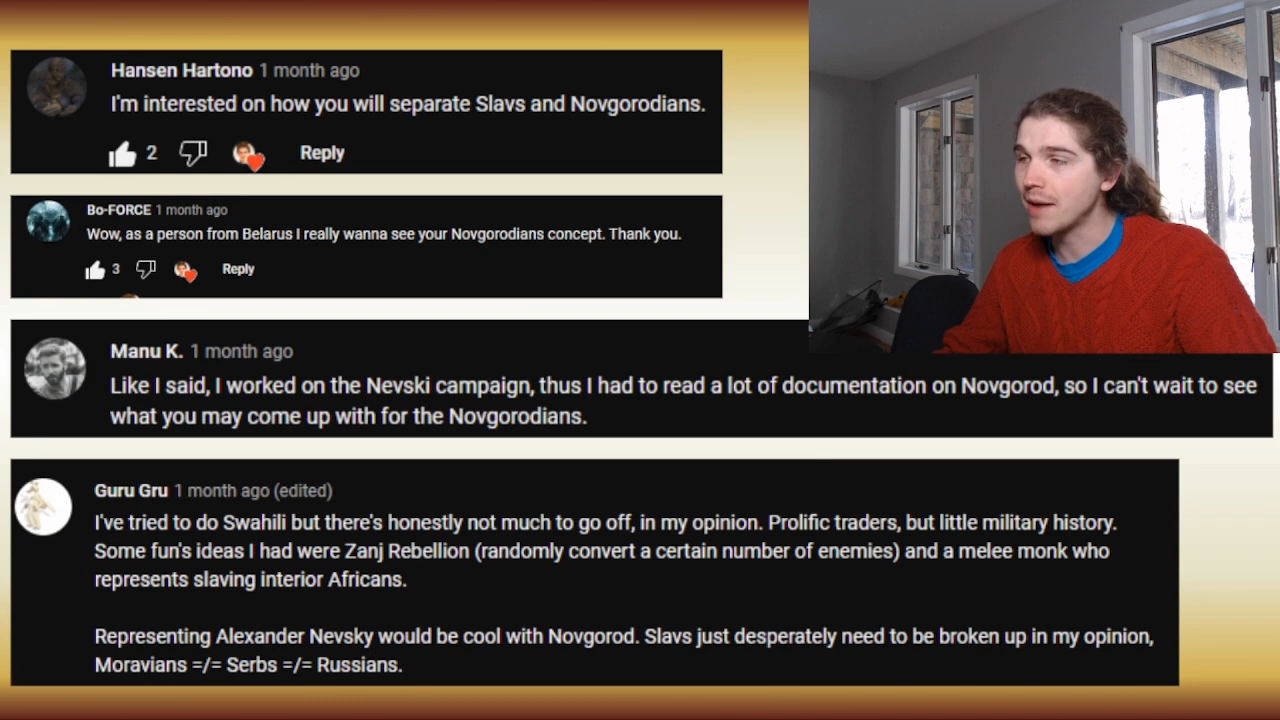 Hansen Hartono 1 month ago
I'm interested on how you will separate Slavs and Novgorodians.
2 Reply
Bo-FORCE 1 month ago
Wow, as a person from Belarus I really wanna see your Novgorodians concept. Thank you.
3 Reply
Manu K. 1 month ago
Like I said, I worked on the Nevski campaign, thus I had to read a lot of documentation on Novgorod, so I can't wait to see
what you may come up with for the Novgorodians.
Guru Gru 1 month ago (edited)
I've tried to do Swahili but there's honestly not much to go off, in my opinion. Prolific traders, but little military history.
Some fun's ideas I had were Zanj Rebellion (randomly convert a certain number of enemies) and a melee monk who
represents slaving interior Africans.
Representing Alexander Nevsky would be cool with Novgorod. Slavs just desperately need to be broken up in my opinion,
Moravians =/= Serbs =/= Russians.